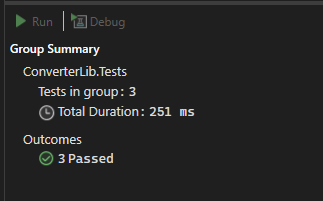 Run Debug
Group Summary
ConverterLib.Tests
Tests in group: 3
Total Duration: 251 ms
Outcomes
3 Passed